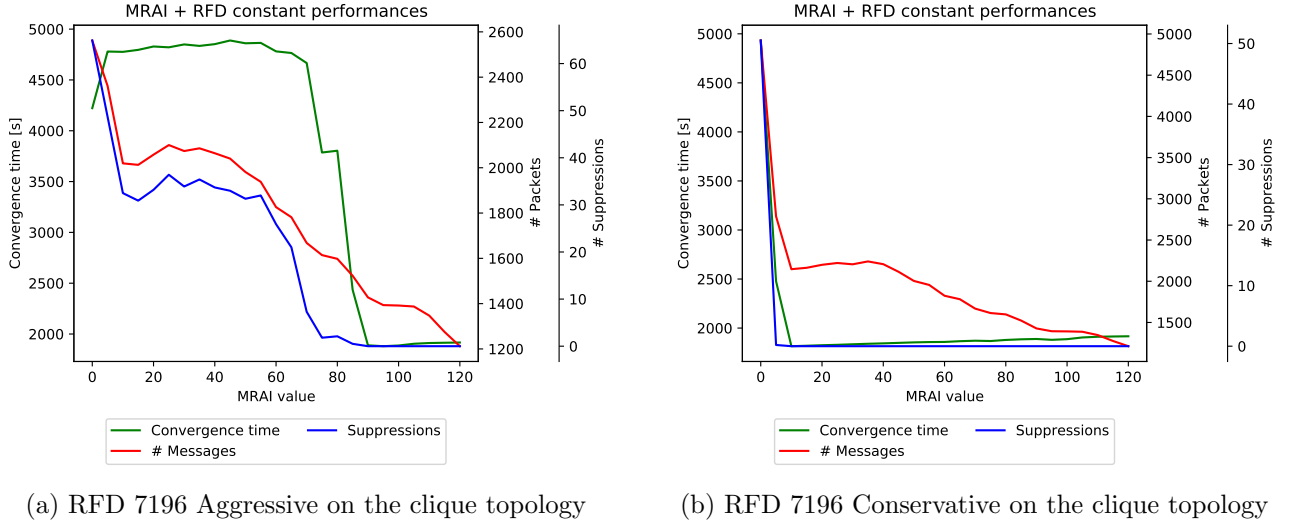 MRAI + RFD constant performances
5000
4500
4000
3500
3000
2500
2000
Convergence time [s]
2600
2400
2200
2000
1800
1600
1400
1200
# Packets
60
50
40
30
20
10
0
# Suppressions
0 20 40 60 80 100 120
MRAI value
Convergence time Suppressions
# Messages
(a) RFD 7196 Aggressive on the clique topology
MRAI + RFD constant performances
5000
4500
4000
3500
3000
2500
2000
Convergence time [s]
5000
4500
4000
3500
3000
2500
2000
1500
# Packets
50
40
30
20
10
0
# Suppressions
0 20 40 60 80 100 120
MRAI value
Convergence time Suppressions
# Messages
(b) RFD 7196 Conservative on the clique topology